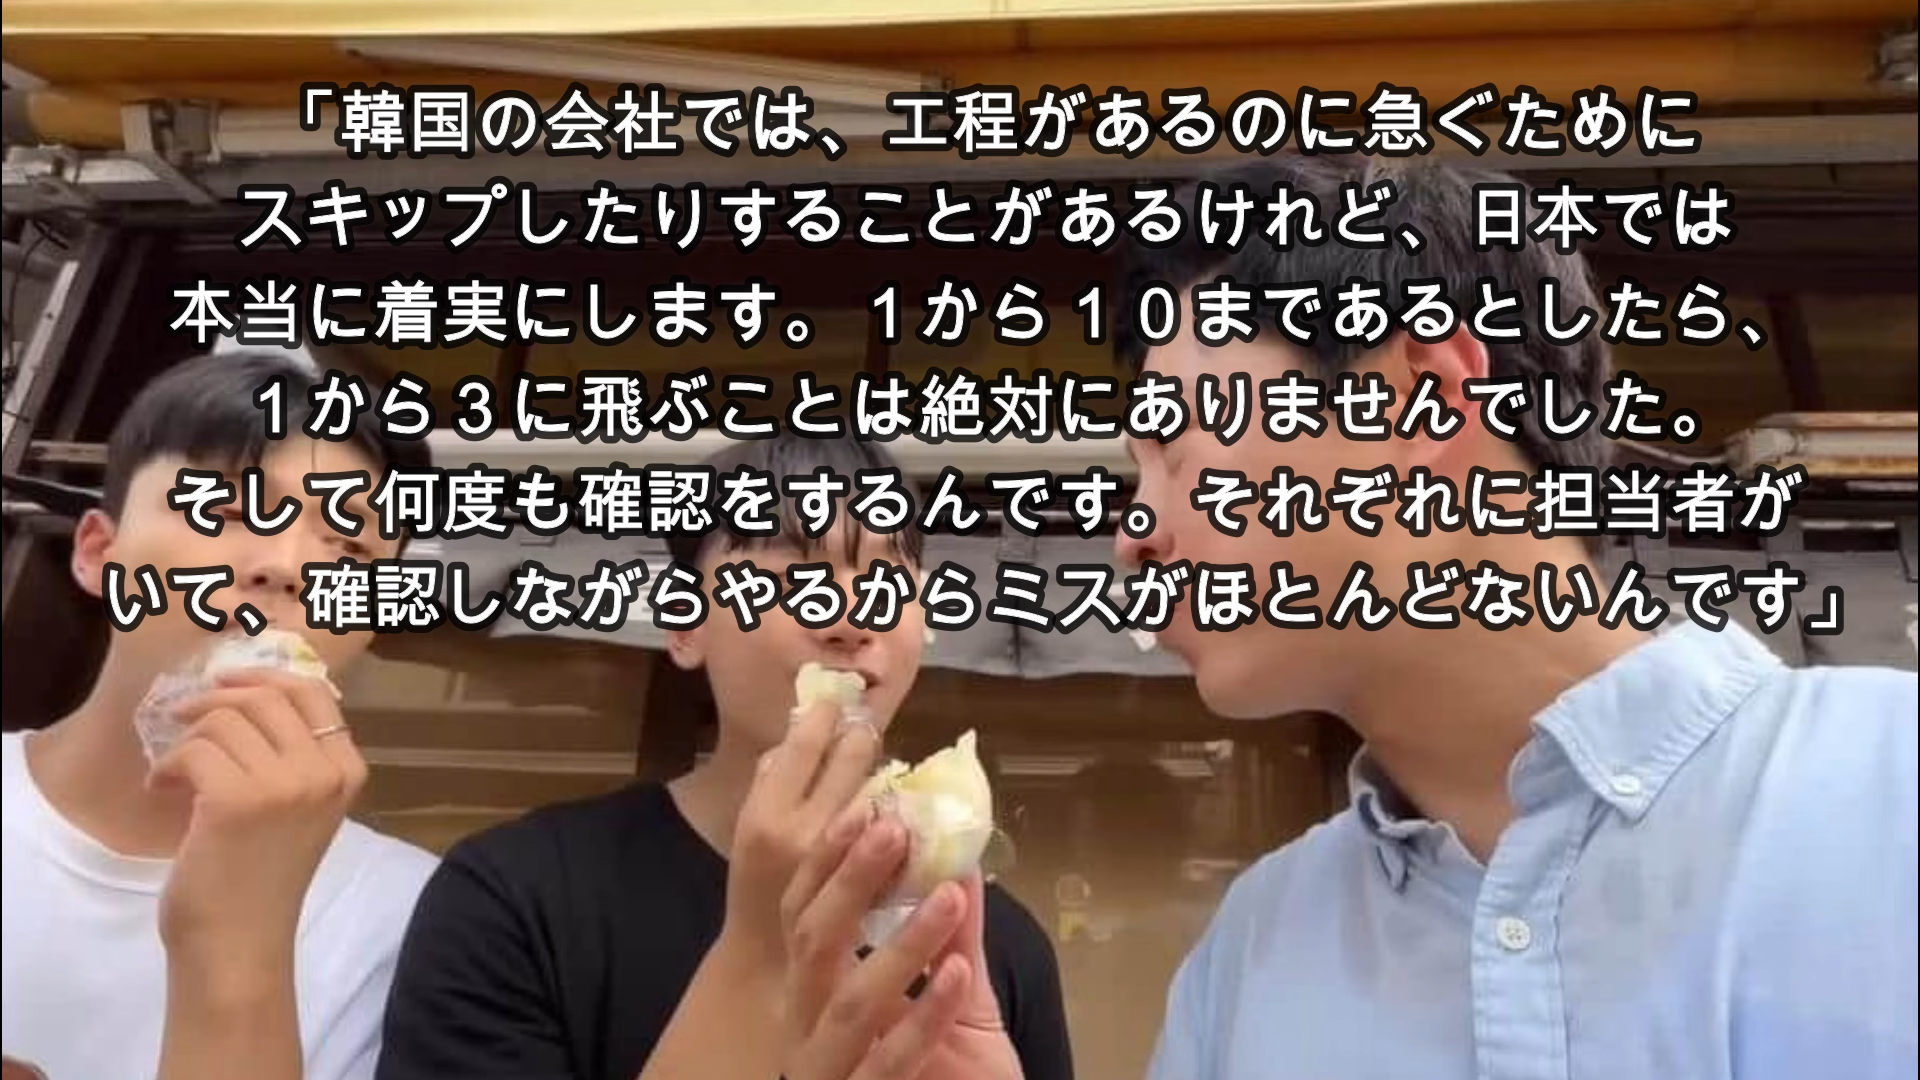 「韓国の会社では、工程があるのに急ぐために
スキップしたりすることがあるけれど、日本では
本当に着実にします。１から１０まであるとしたら、
１から３に飛ぶことは絶対にありませんでした。
そして何度も確認をするんです。それぞれに担当者が
いて、確認しながらやるからミスがほとんどないんです」